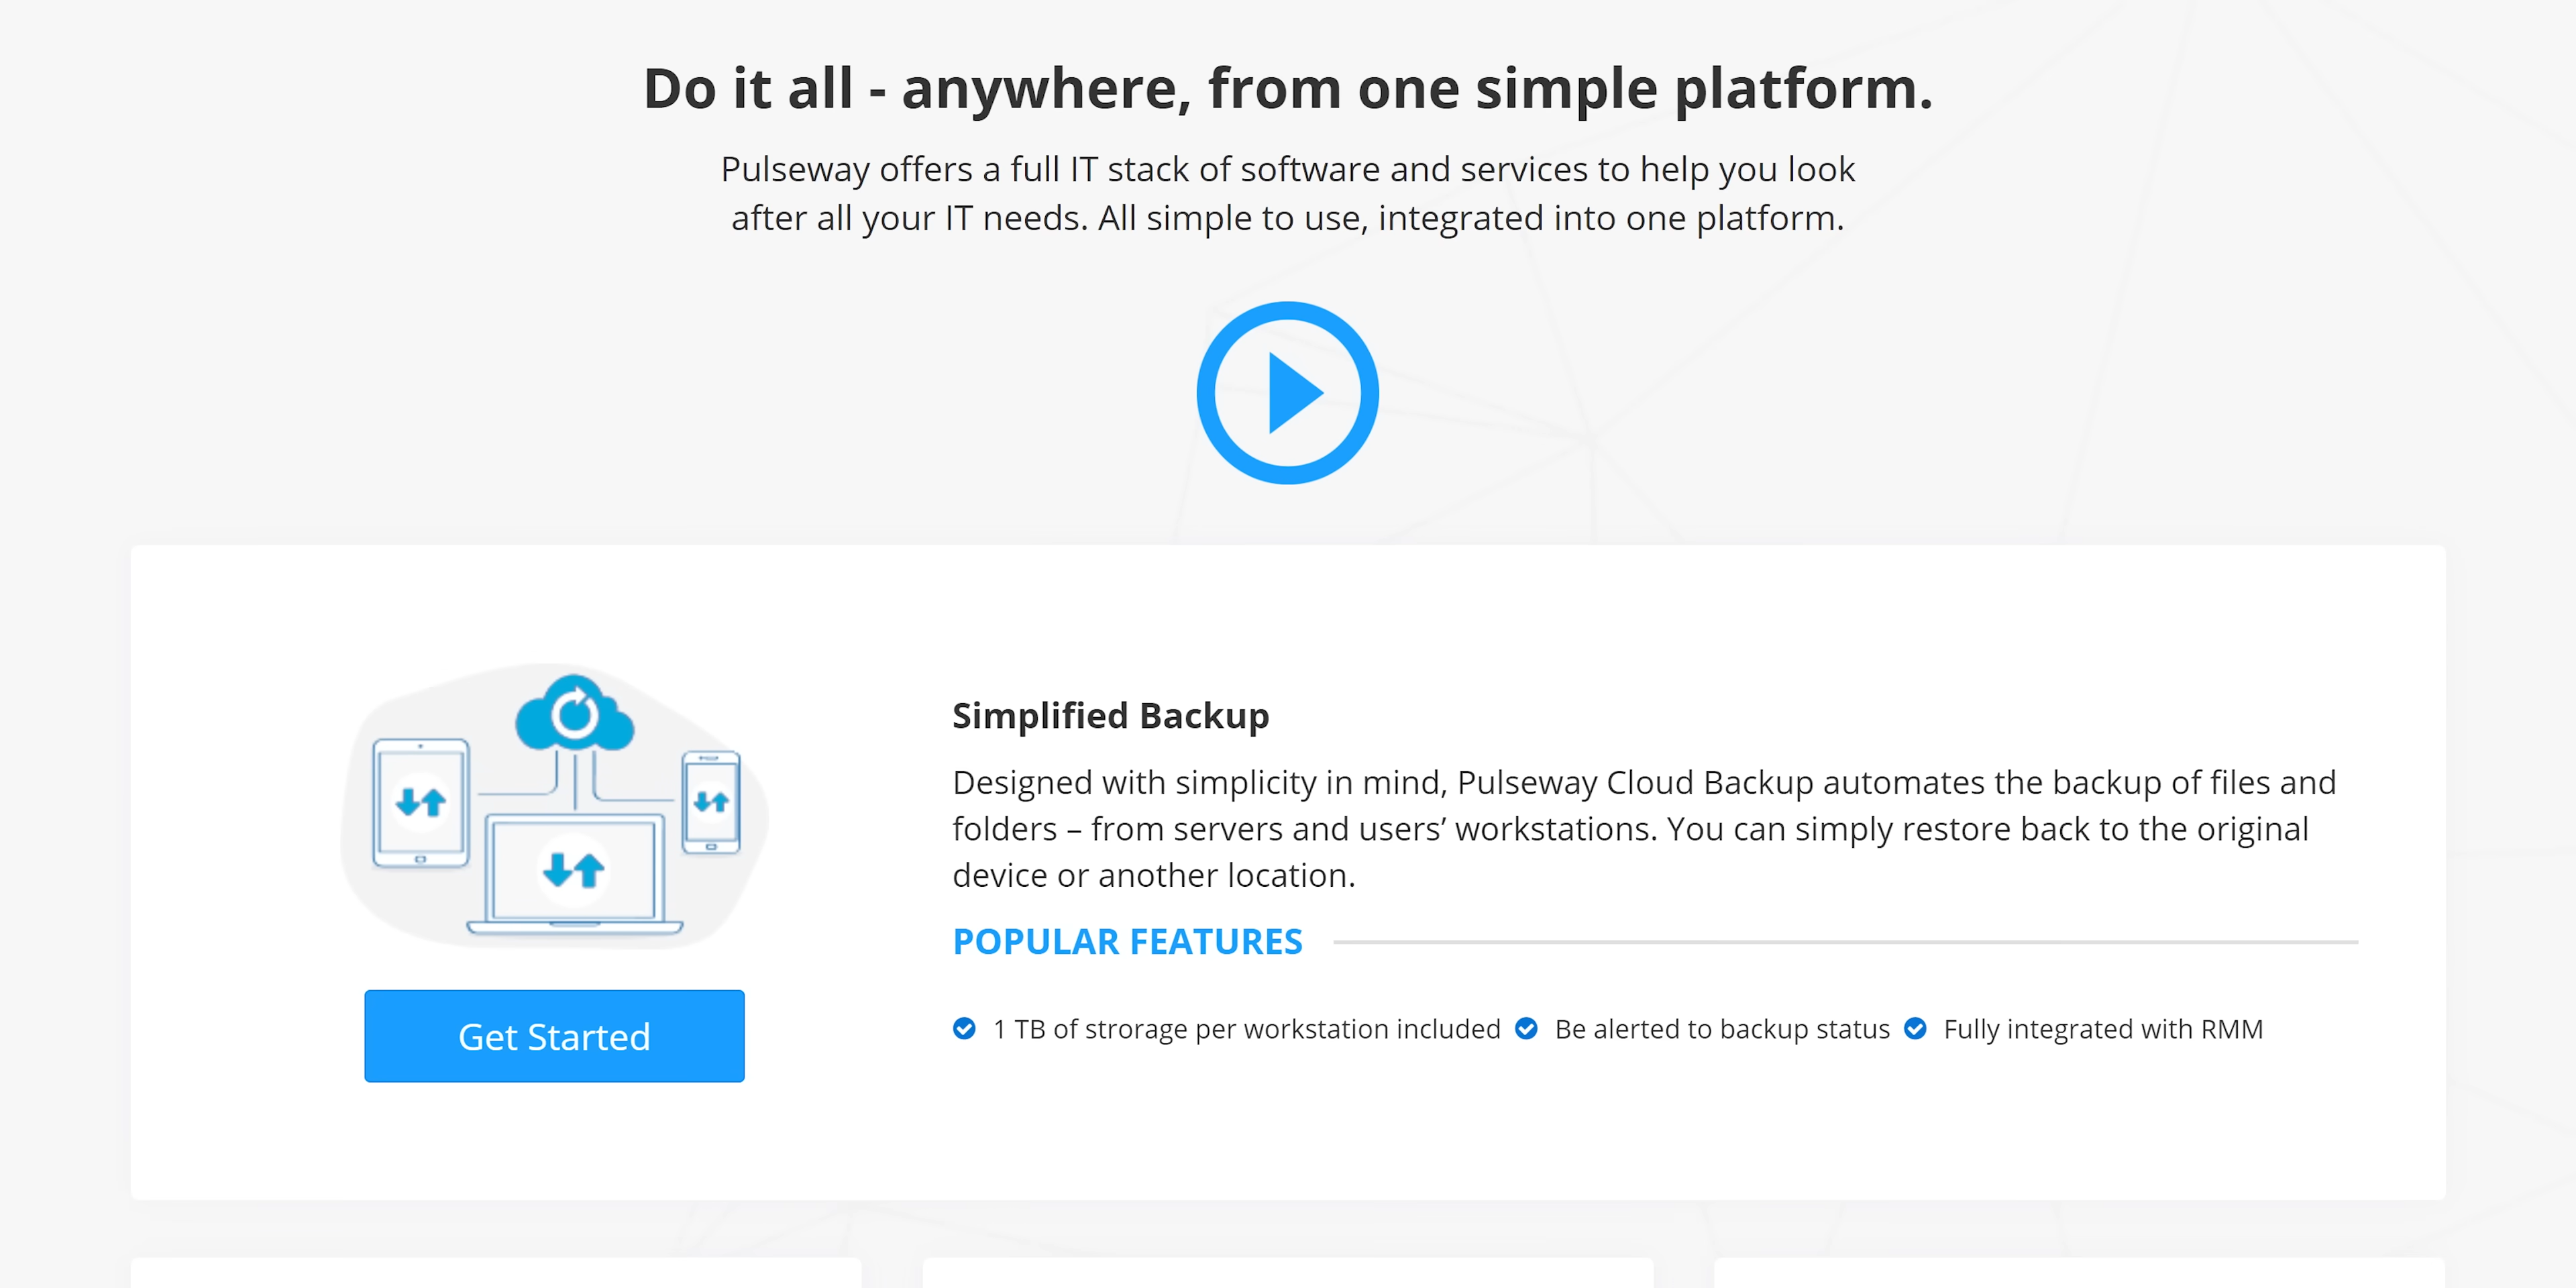 Do it all - anywhere, from one simple platform.
Pulseway offers a full IT stack of software and services to help you look
after all your IT needs. All simple to use, integrated into one platform.
Simplified Backup
Designed with simplicity in mind, Pulseway Cloud Backup automates the backup of files and
folders – from servers and users’ workstations. You can simply restore back to the original
device or another location.
POPULAR FEATURES
Get Started
1 TB of strorage per workstation included Be alerted to backup status Fully integrated with RMM